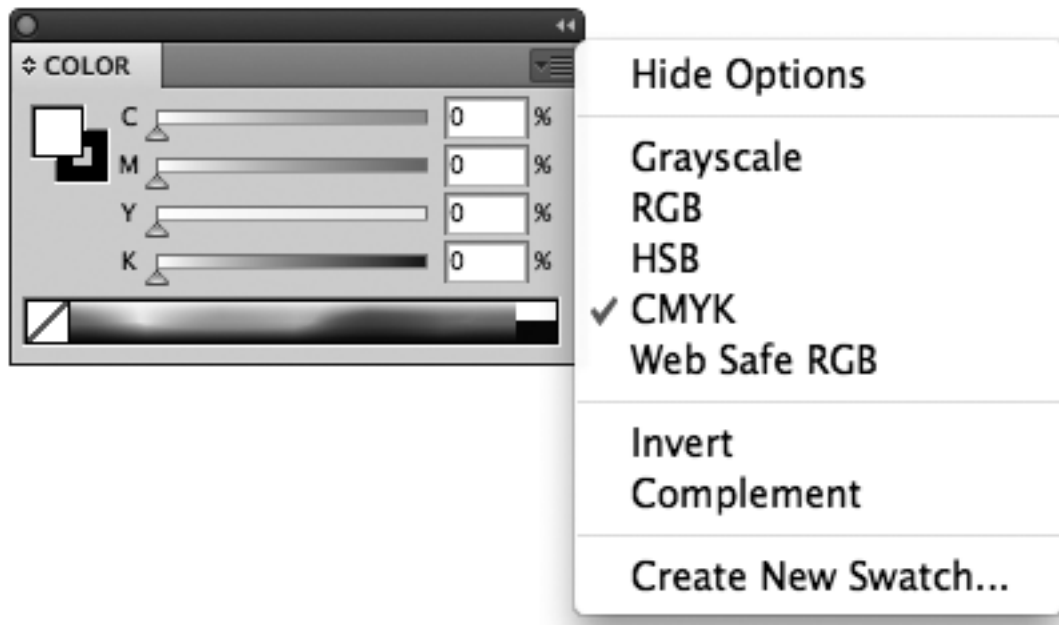 COLOR
C 0 %
M 0 %
Y 0 %
K 0 %
Hide Options
Grayscale
RGB
HSB
✓ CMYK
Web Safe RGB
Invert
Complement
Create New Swatch...